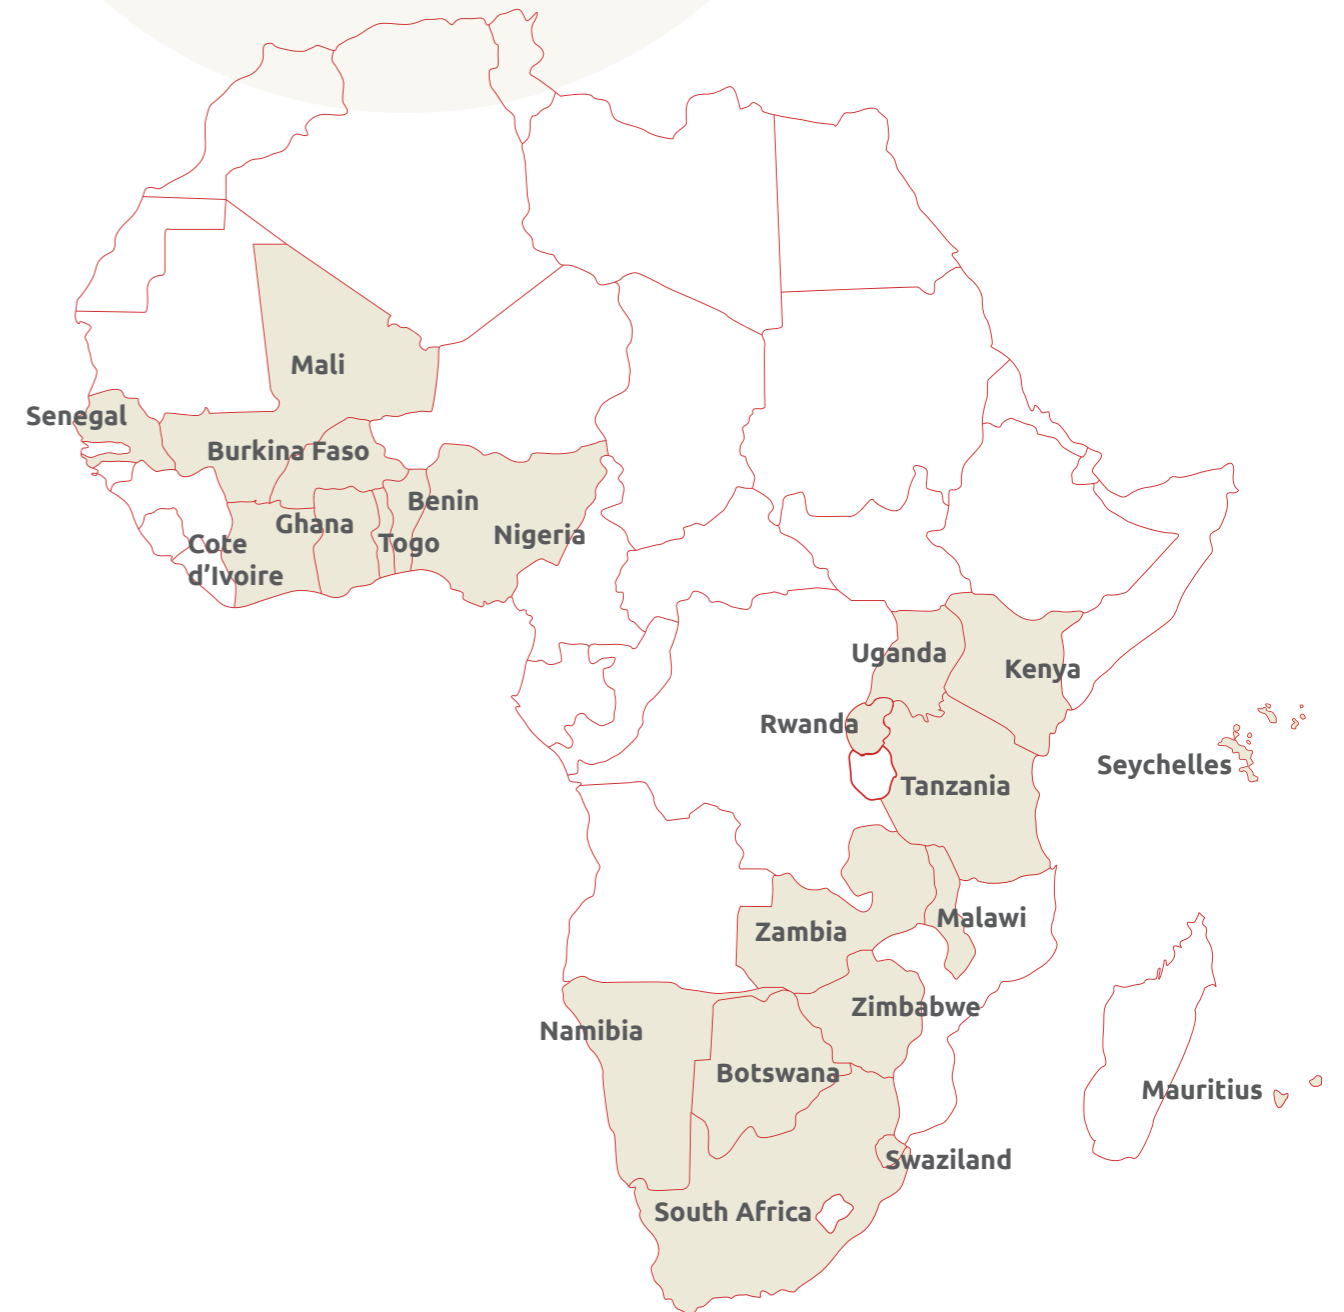 Mali
Senegal
Burkina Faso
Benin
Ghana
Nigeria
Togo
Cote
d’Ivoire
Uganda
Kenya
Rwanda
Seychelles
Tanzania
Malawi
Zambia
Zimbabwe
Namibia
Botswana
Mauritius
Swaziland
South Africa